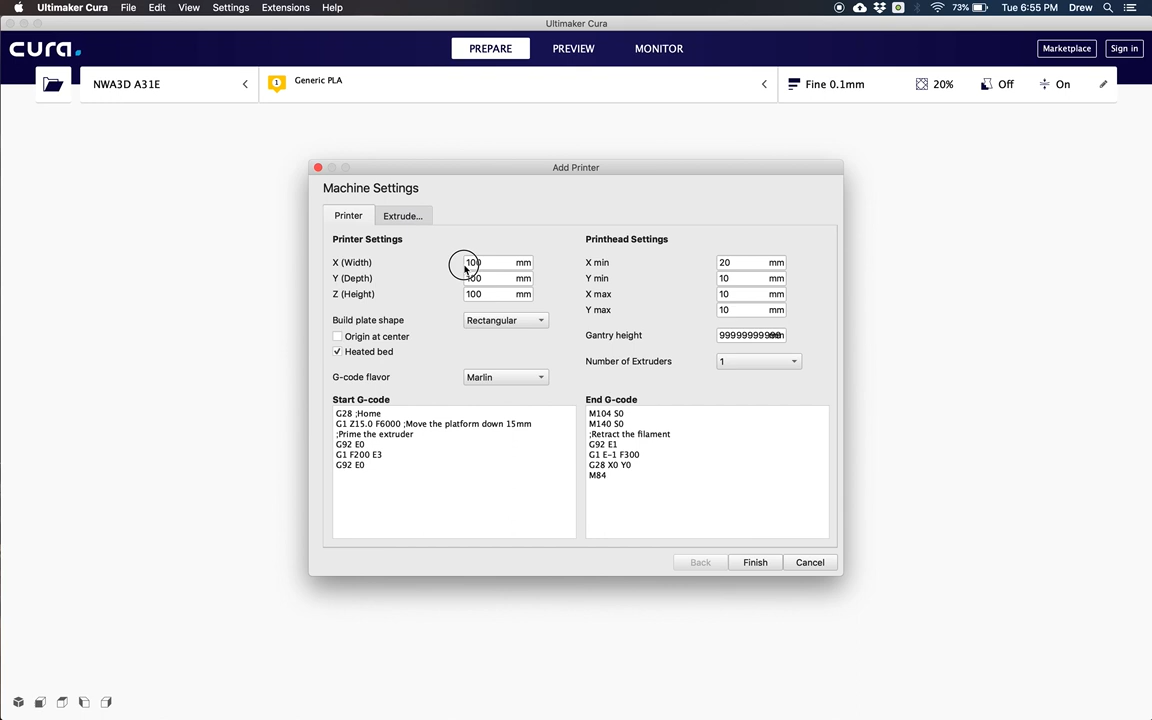 Ultimaker Cura File Edit View Settings Extensions Help 73% Tue 6:55 PM Drew
Ultimaker Cura
cura. PREPARE PREVIEW MONITOR Marketplace Sign in
NWA3D A31E 1 Generic PLA Fine 0.1mm 20% Off On
Add Printer
Machine Settings
Printer Extrude...
Printer Settings Printhead Settings
X (Width) 100 mm X min 20 mm
Y (Depth) 100 mm Y min 10 mm
Z (Height) 100 mm X max 10 mm
Y max 10 mm
Build plate shape Rectangular
Origin at center Gantry height 99999999999 mm
Heated bed
Number of Extruders 1
G-code flavor Marlin
Start G-code
G28 ;Home
G1 Z15.0 F6000 ;Move the platform down 15mm
;Prime the extruder
G92 E0
G1 F200 E3
G92 E0
End G-code
M104 S0
M140 S0
;Retract the filament
G92 E1
G1 E-1 F300
G28 X0 Y0
M84
Back Finish Cancel